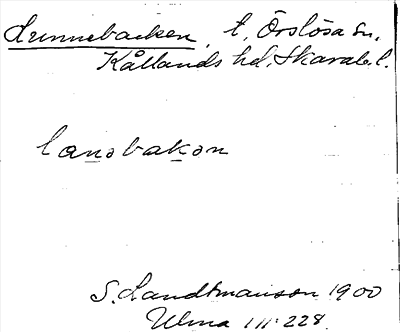 Lunnebacken, t. Örslösa sn,
Kållands hd, Skarab.l.
lanəbakən
S. Landtmanson 1900
Ulma 111:228.